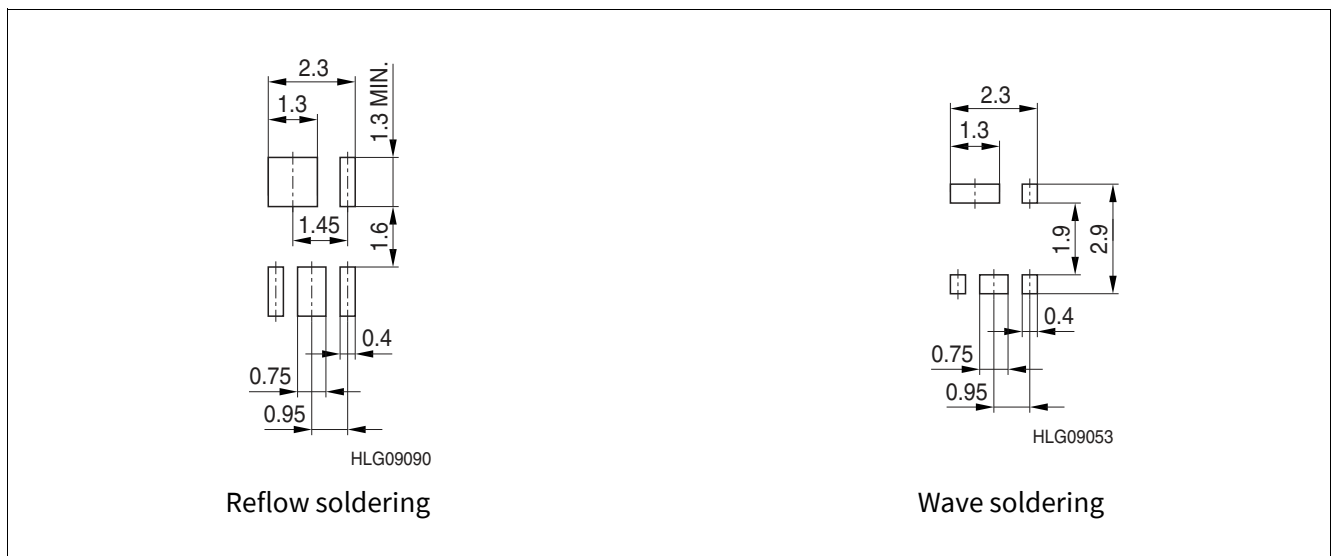 2.3
1.3
1.3 MIN.
1.45
1.6
0.4
0.75
0.95
HLG09090
Reflow soldering
2.3
1.3
1.9
2.9
0.4
0.75
0.95
HLG09053
Wave soldering